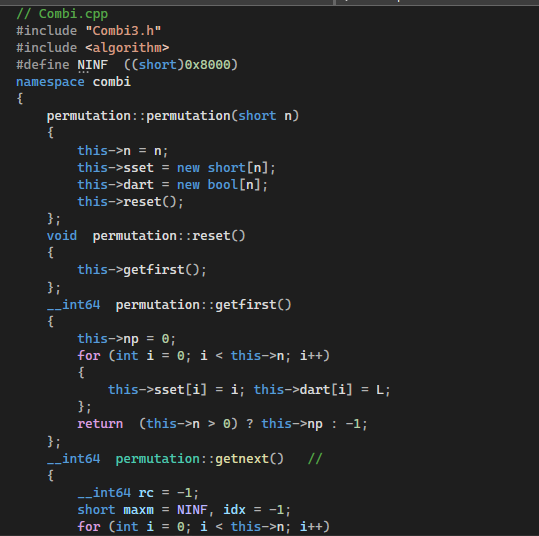 // Combi.cpp
#include "Combi3.h"
#include <algorithm>
#define NINF  ((short)0x8000)
namespace combi
{
    permutation::permutation(short n)
    {
        this->n = n;
        this->sset = new short[n];
        this->dart = new bool[n];
        this->reset();
    };
    void  permutation::reset()
    {
        this->getfirst();
    };
    __int64  permutation::getfirst()
    {
        this->np = 0;
        for (int i = 0; i < this->n; i++)
        {
            this->sset[i] = i; this->dart[i] = L;
        };
        return  (this->n > 0) ? this->np : -1;
    };
    __int64  permutation::getnext()   //
    {
        __int64 rc = -1;
        short maxm = NINF, idx = -1;
        for (int i = 0; i < this->n; i++)